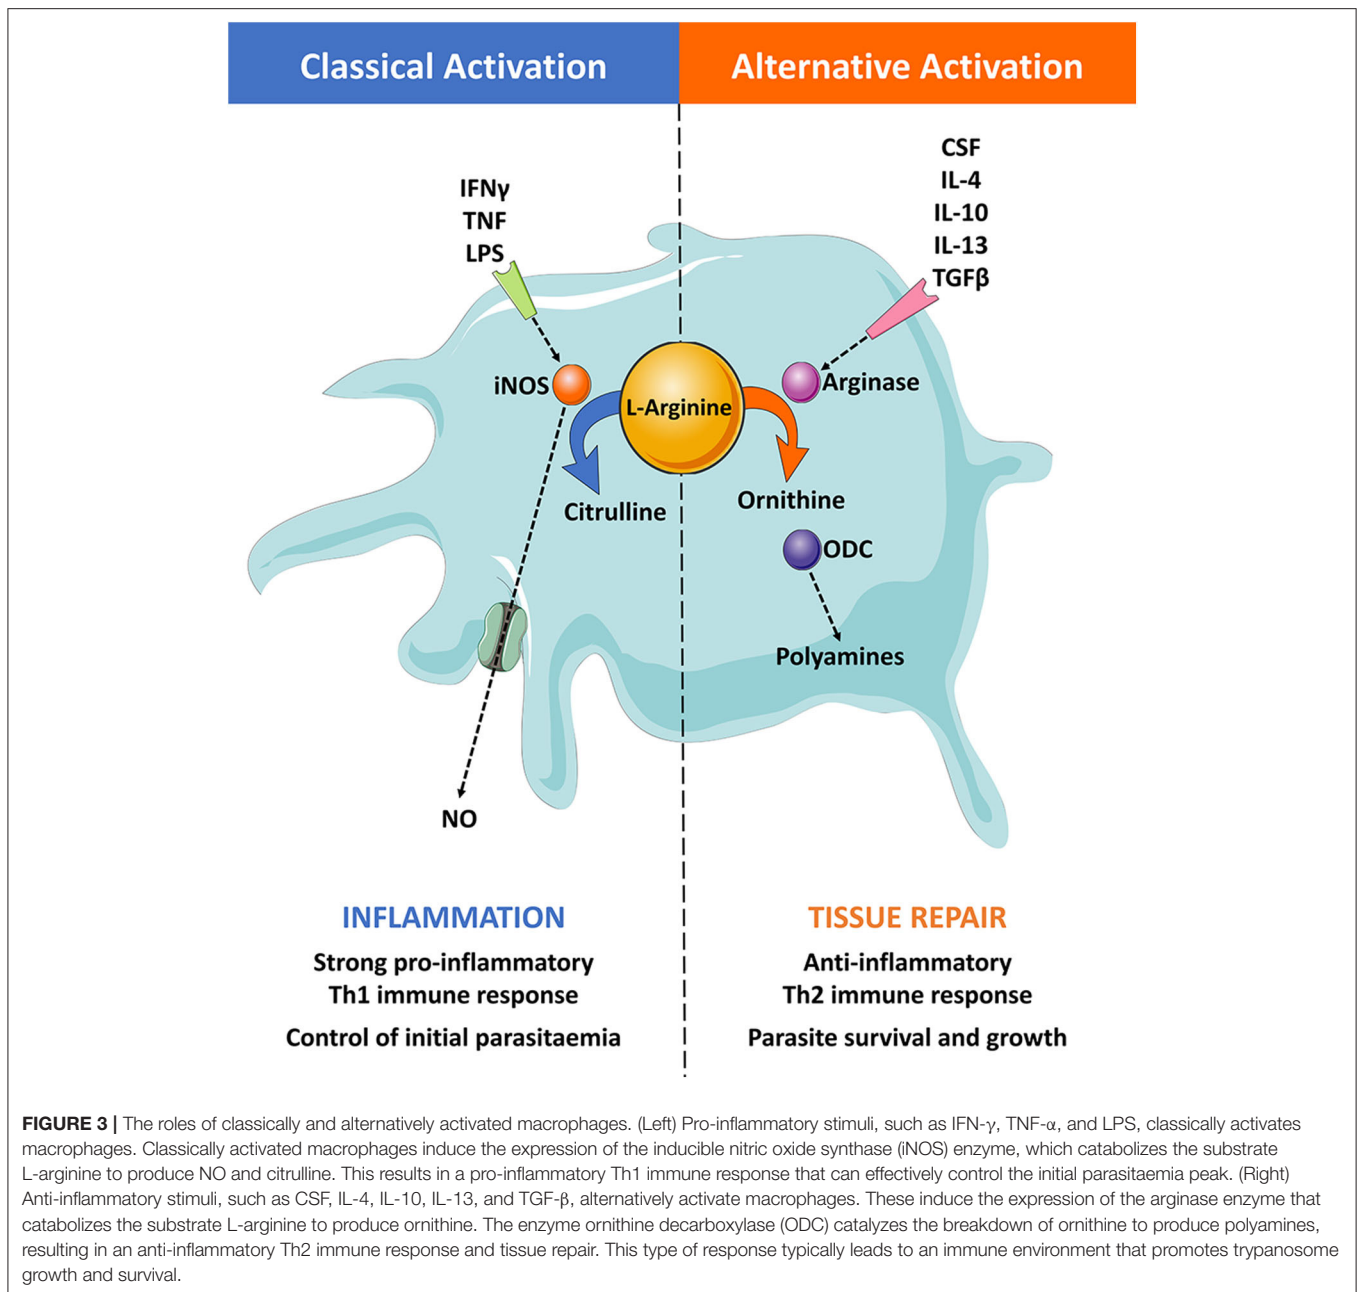 Classical Activation
Alternative Activation
IFNγ
TNF
LPS
CSF
IL-4
IL-10
IL-13
TGFβ
iNOS
L-Arginine
Arginase
Citrulline
Ornithine
ODC
Polyamines
NO
INFLAMMATION
Strong pro-inflammatory
Th1 immune response
Control of initial parasitaemia
TISSUE REPAIR
Anti-inflammatory
Th2 immune response
Parasite survival and growth
FIGURE 3 | The roles of classically and alternatively activated macrophages. (Left) Pro-inflammatory stimuli, such as IFN-γ, TNF-α, and LPS, classically activates
macrophages. Classically activated macrophages induce the expression of the inducible nitric oxide synthase (iNOS) enzyme, which catabolizes the substrate
L-arginine to produce NO and citrulline. This results in a pro-inflammatory Th1 immune response that can effectively control the initial parasitaemia peak. (Right)
Anti-inflammatory stimuli, such as CSF, IL-4, IL-10, IL-13, and TGF-β, alternatively activate macrophages. These induce the expression of the arginase enzyme that
catabolizes the substrate L-arginine to produce ornithine. The enzyme ornithine decarboxylase (ODC) catalyzes the breakdown of ornithine to produce polyamines,
resulting in an anti-inflammatory Th2 immune response and tissue repair. This type of response typically leads to an immune environment that promotes trypanosome
growth and survival.